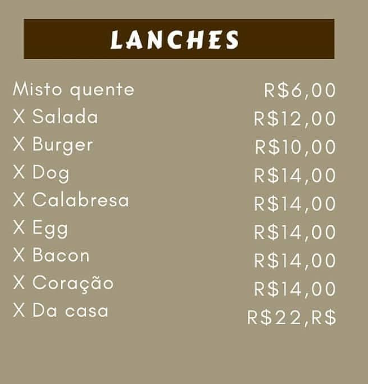 LANCHES
Misto quente R$6,00
X Salada R$12,00
X Burger R$10,00
X Dog R$14,00
X Calabresa R$14,00
X Egg R$14,00
X Bacon R$14,00
X Coração R$14,00
X Da casa R$22,R$